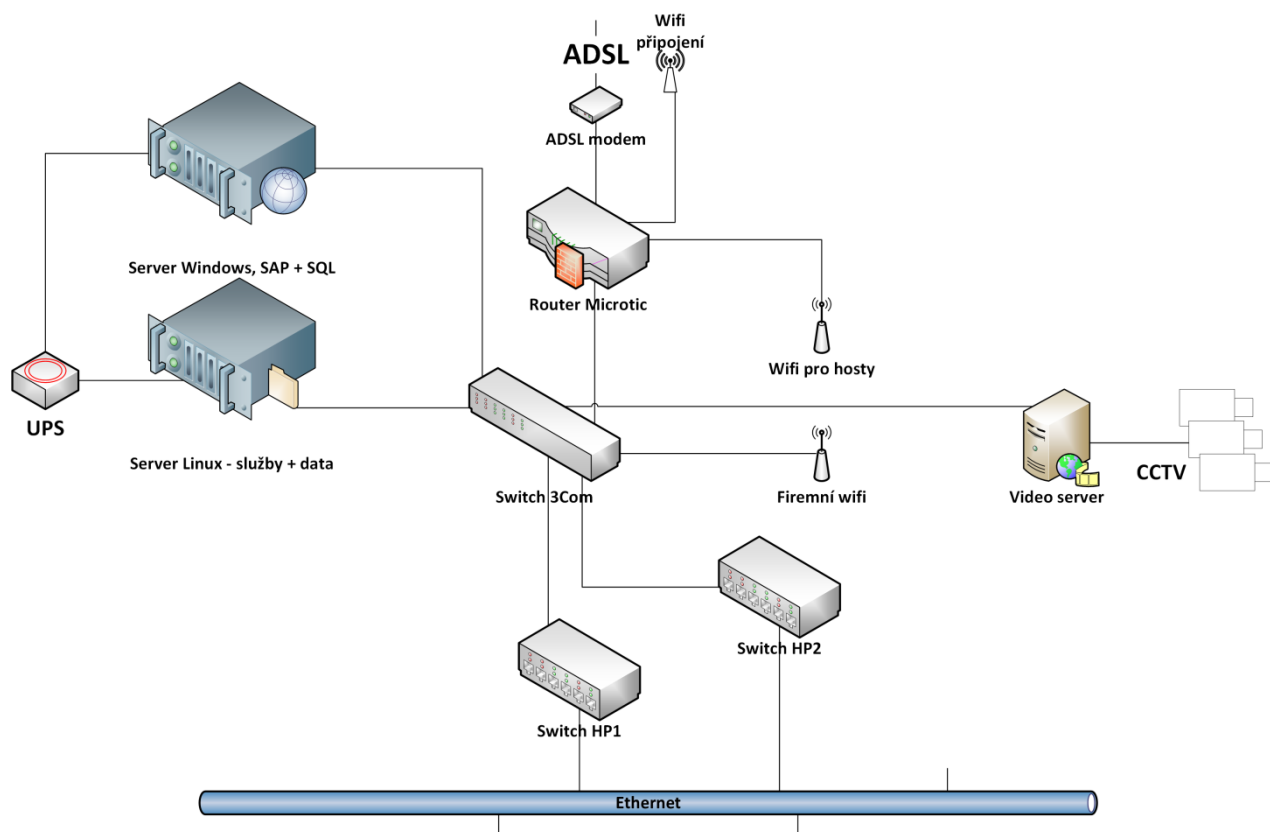 Wifi
připojení
ADSL
ADSL modem
Server Windows, SAP + SQL
Router Microtic
Wifi pro hosty
UPS
Server Linux - služby + data
Switch 3Com
Firemní wifi
Video server
CCTV
Switch HP2
Switch HP1
Ethernet